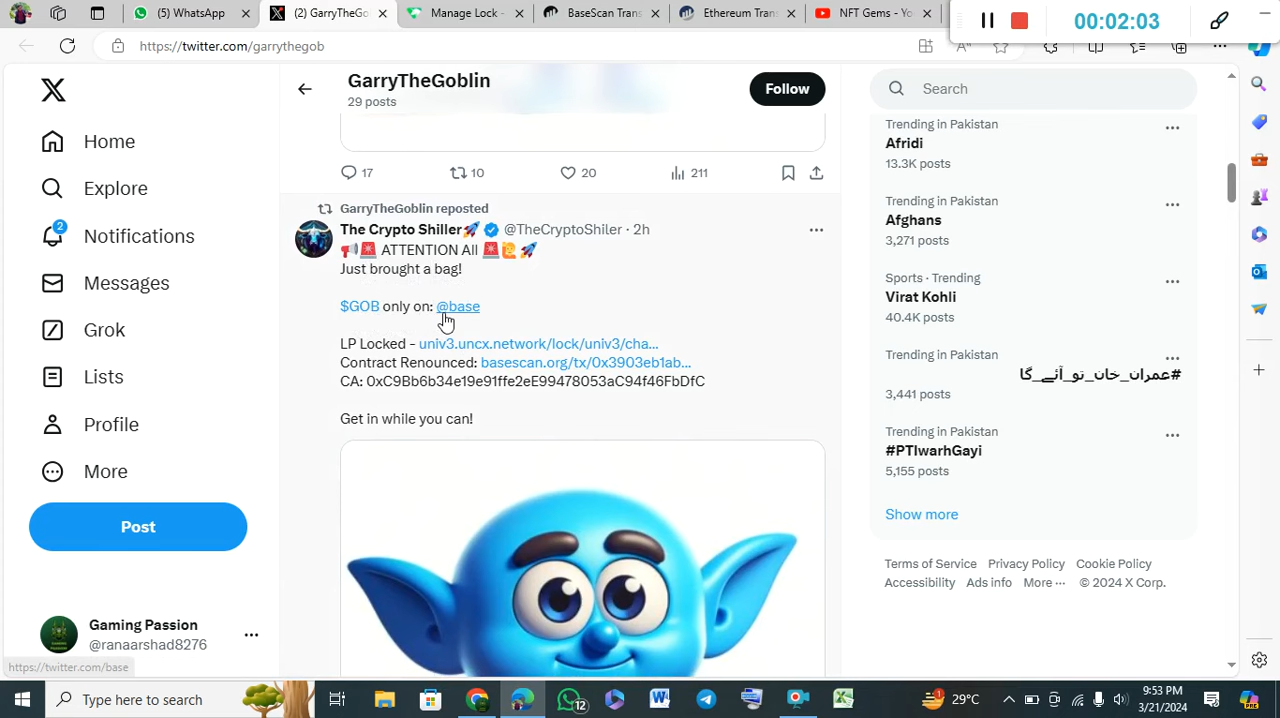 (5) WhatsApp
(2) GarryTheGo
Manage Lock -
BaseScan Tran
Ethereum Tran
NFT Gems - Yo
00:02:03
https://twitter.com/garrythegob
Home
Explore
2
Notifications
Messages
Grok
Lists
Profile
More
Post
Gaming Passion
@ranaarshad8276
https://twitter.com/base
GarryTheGoblin
29 posts
Follow
17
10
20
211
GarryTheGoblin reposted
The Crypto Shiller🚀 @TheCryptoShiler · 2h
📢🚨 ATTENTION All 🚨🙋🚀
Just brought a bag!
$GOB only on: @base
LP Locked - univ3.uncx.network/lock/univ3/cha...
Contract Renounced: basescan.org/tx/0x3903eb1ab...
CA: 0xC9Bb6b34e19e91ffe2eE99478053aC94f46FbDfC
Get in while you can!
Search
Trending in Pakistan
Afridi
13.3K posts
Trending in Pakistan
Afghans
3,271 posts
Sports · Trending
Virat Kohli
40.4K posts
Trending in Pakistan
#عمران_خان_تو_آئے_گا
3,441 posts
Trending in Pakistan
#PTIwarhGayi
5,155 posts
Show more
Terms of Service Privacy Policy Cookie Policy
Accessibility Ads info More ··· © 2024 X Corp.
Type here to search
12
29°C
9:53 PM
3/21/2024